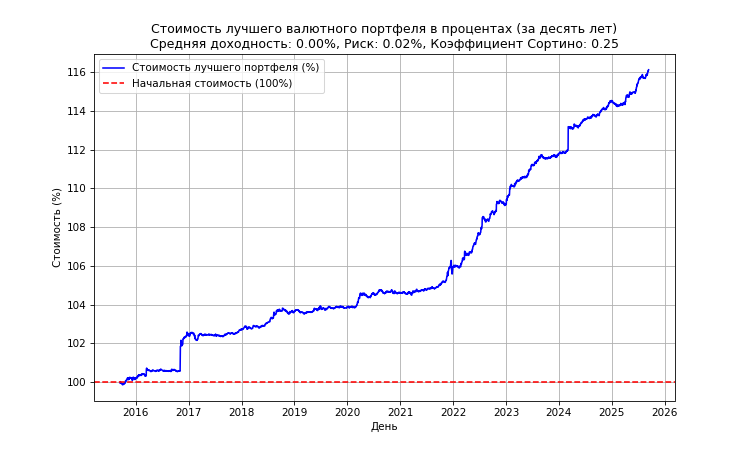 Стоимость лучшего валютного портфеля в процентах (за десять лет)
Средняя доходность: 0.00%, Риск: 0.02%, Коэффициент Сортино: 0.25
Стоимость лучшего портфеля (%)
Начальная стоимость (100%)
Стоимость (%)
116
114
112
110
108
106
104
102
100
2016 2017 2018 2019 2020 2021 2022 2023 2024 2025 2026
День